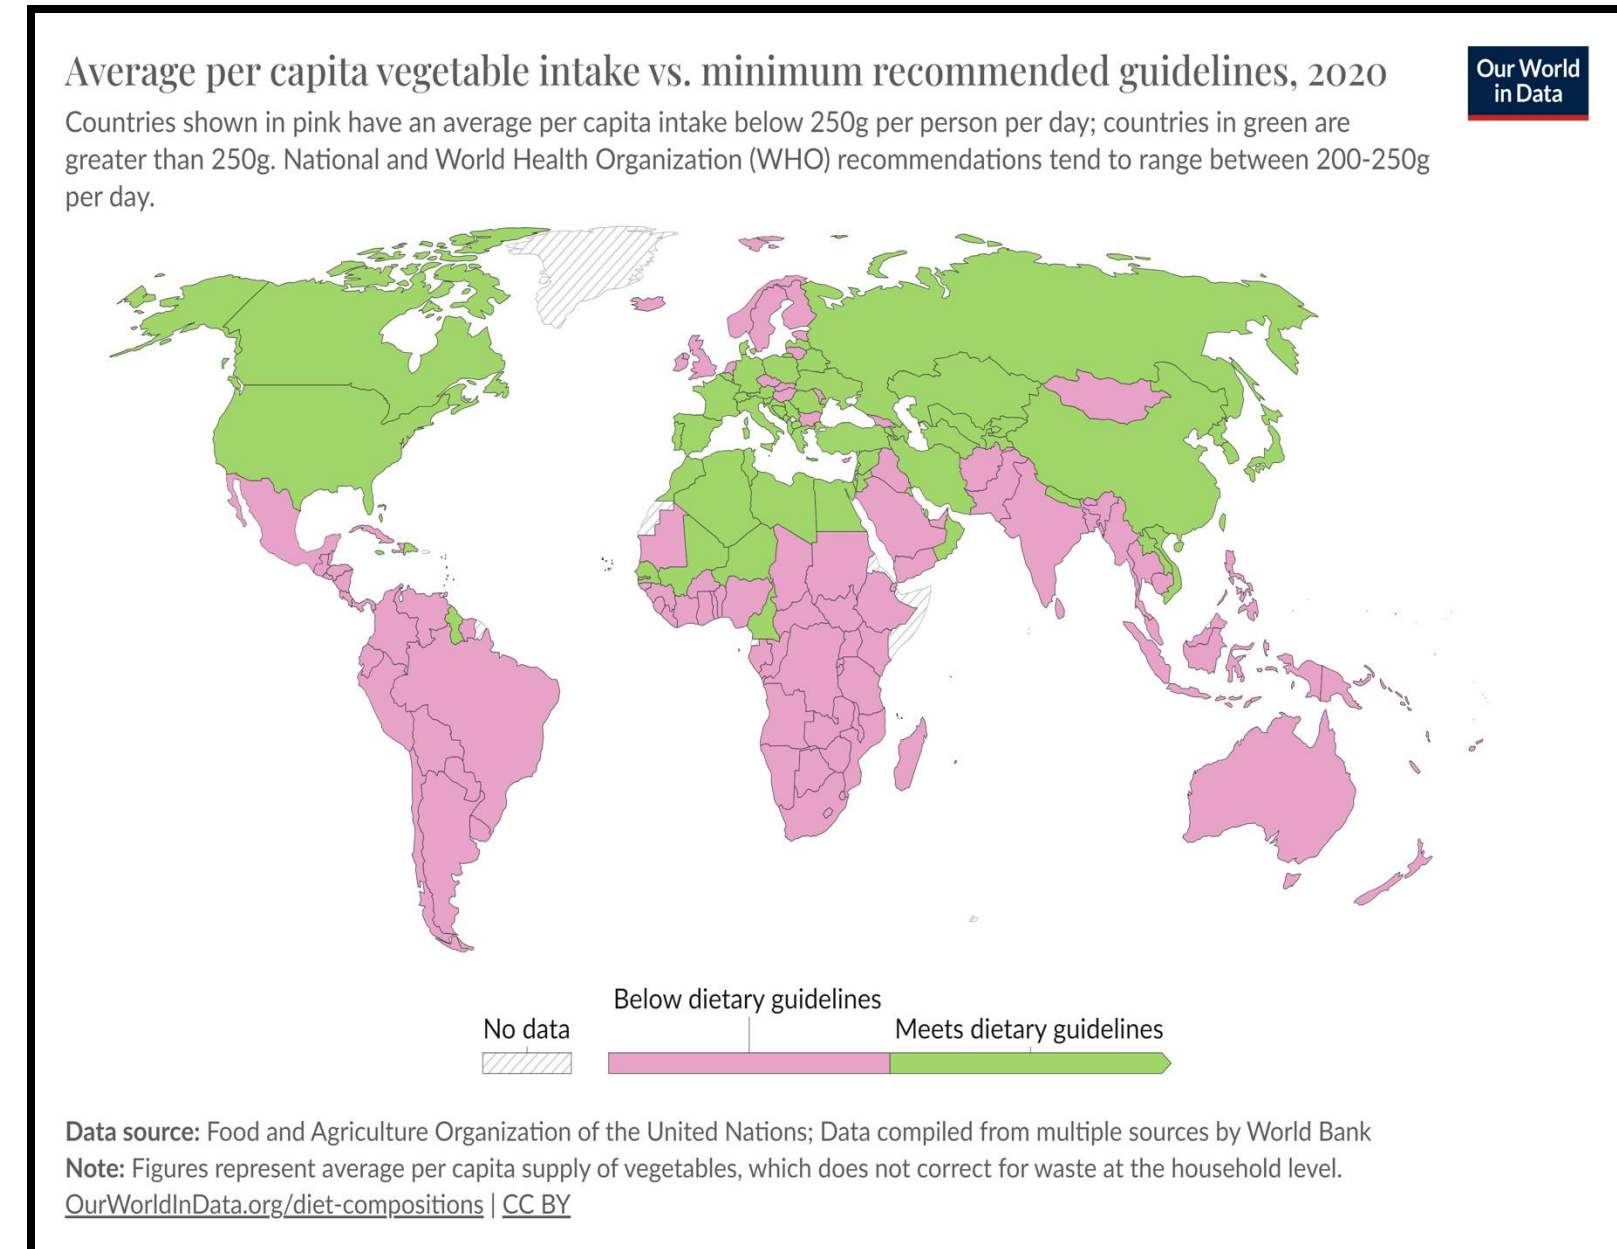 Average per capita vegetable intake vs. minimum recommended guidelines, 2020
Our World
in Data
Countries shown in pink have an average per capita intake below 250g per person per day; countries in green are
greater than 250g. National and World Health Organization (WHO) recommendations tend to range between 200-250g
per day.
Below dietary guidelines
No data
Meets dietary guidelines
Data source: Food and Agriculture Organization of the United Nations; Data compiled from multiple sources by World Bank
Note: Figures represent average per capita supply of vegetables, which does not correct for waste at the household level.
OurWorldInData.org/diet-compositions | CC BY